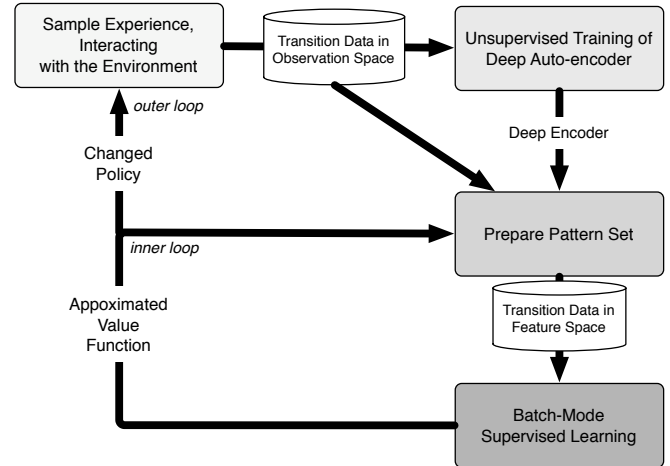 Sample Experience,
Interacting
with the Environment
Transition Data in
Observation Space
Unsupervised Training of
Deep Auto-encoder
outer loop
Deep Encoder
Changed
Policy
Prepare Pattern Set
inner loop
Appoximated
Value
Function
Transition Data in
Feature Space
Batch-Mode
Supervised Learning